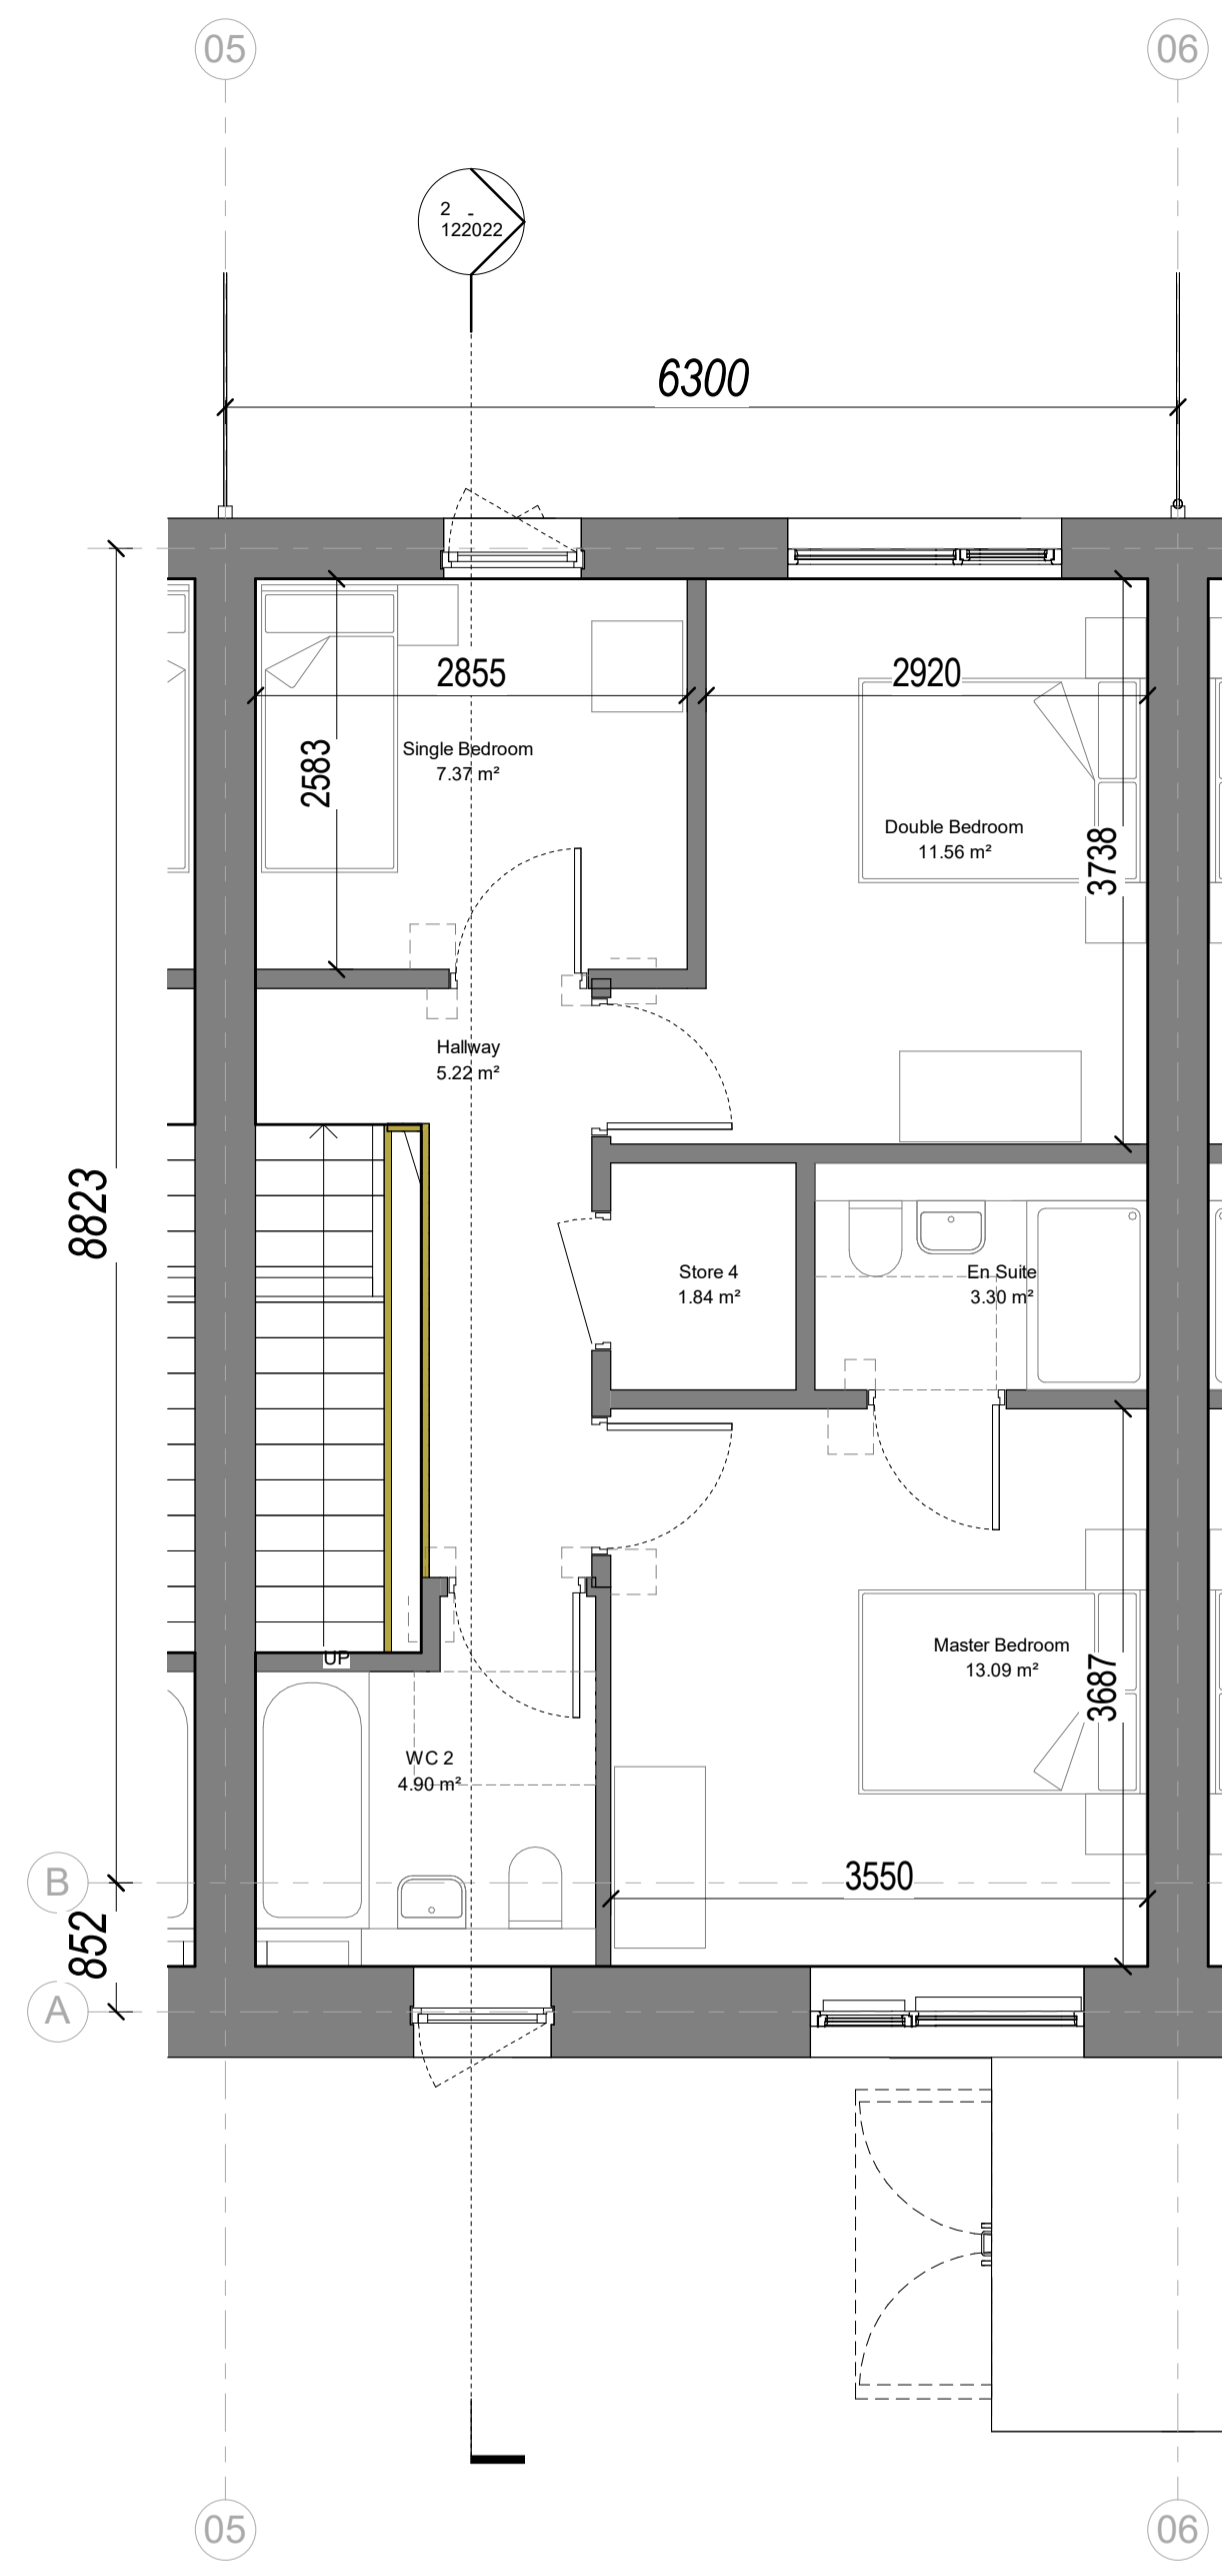 05
06
2 -
122022
6300
2855
2920
2583
Single Bedroom
7.37 m²
Double Bedroom
11.56 m²
3738
Hallway
5.22 m²
8823
Store 4
1.84 m²
En Suite
3.30 m²
UP
Master Bedroom
13.09 m²
3687
WC 2
4.90 m²
3550
B
852
A
05
06